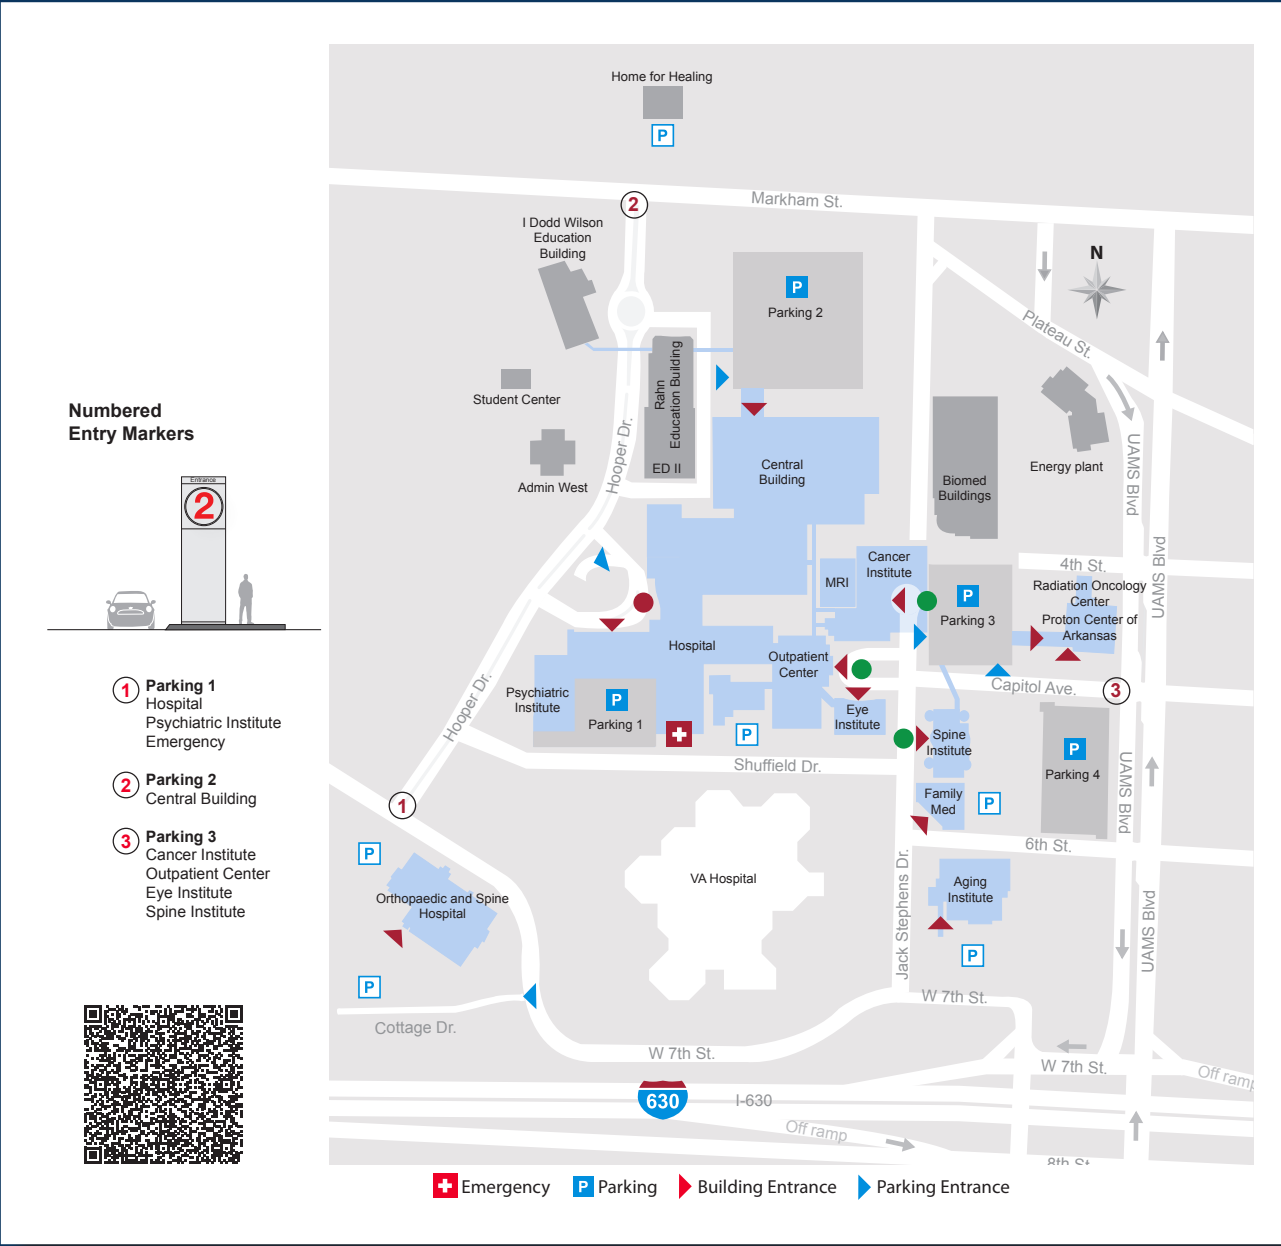 Home for Healing
P
Markham St.
2
I Dodd Wilson
Education
Building
N
P
Parking 2
Plateau St.
Rahn
Education Building
ED II
Student Center
Admin West
Hooper Dr.
Central
Building
Biomed
Buildings
Energy plant
UAMS Blvd
UAMS Blvd
Numbered
Entry Markers
Entrance
2
4th St.
Cancer
Institute
MRI
P
Parking 3
Radiation Oncology
Center
Proton Center of
Arkansas
Hospital
Outpatient
Center
Capitol Ave.
3
Psychiatric
Institute
P
Parking 1
Hooper Dr.
P
Eye
Institute
Spine
Institute
P
Parking 4
Shuffield Dr.
UAMS Blvd
1
Family
Med
P
6th St.
P
VA Hospital
Jack Stephens Dr.
Aging
Institute
P
UAMS Blvd
Orthopaedic and Spine
Hospital
P
Cottage Dr.
W 7th St.
W 7th St.
W 7th St.
Off ramp
630
I-630
Off ramp
8th St.
1
Parking 1
Hospital
Psychiatric Institute
Emergency
2
Parking 2
Central Building
3
Parking 3
Cancer Institute
Outpatient Center
Eye Institute
Spine Institute
Emergency
P Parking
Building Entrance
Parking Entrance